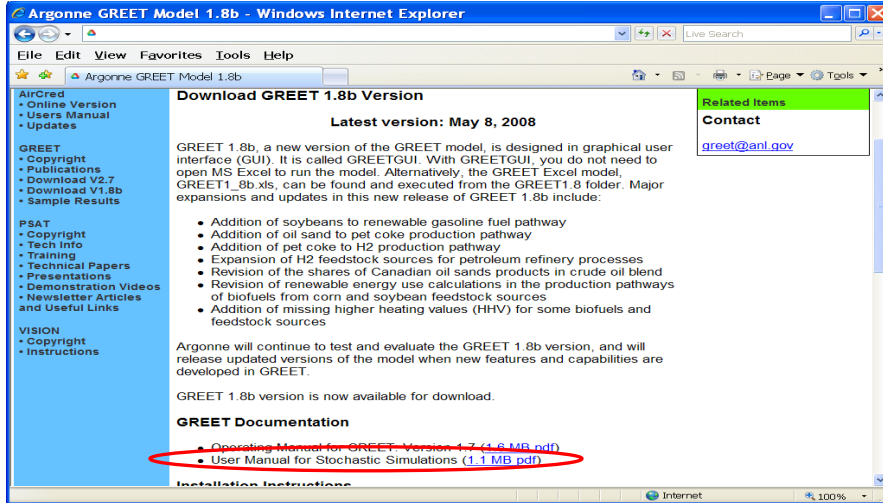 Argonne GREET Model 1.8b - Windows Internet Explorer
Live Search
File Edit View Favorites Tools Help
Argonne GREET Model 1.8b
Page Tools
AirCred
• Online Version
• Users Manual
• Updates
GREET
• Copyright
• Publications
• Download V2.7
• Download V1.8b
• Sample Results
PSAT
• Copyright
• Tech Info
• Training
• Technical Papers
• Presentations
• Demonstration Videos
• Newsletter Articles
and Useful Links
VISION
• Copyright
• Instructions
Download GREET 1.8b Version
Latest version: May 8, 2008
GREET 1.8b, a new version of the GREET model, is designed in graphical user
interface (GUI). It is called GREETGUI. With GREETGUI, you do not need to
open MS Excel to run the model. Alternatively, the GREET Excel model,
GREET1_8b.xls, can be found and executed from the GREET1.8 folder. Major
expansions and updates in this new release of GREET 1.8b include:
• Addition of soybeans to renewable gasoline fuel pathway
• Addition of oil sand to pet coke production pathway
• Addition of pet coke to H2 production pathway
• Expansion of H2 feedstock sources for petroleum refinery processes
• Revision of the shares of Canadian oil sands products in crude oil blend
• Revision of renewable energy use calculations in the production pathways
of biofuels from corn and soybean feedstock sources
• Addition of missing higher heating values (HHV) for some biofuels and
feedstock sources
Argonne will continue to test and evaluate the GREET 1.8b version, and will
release updated versions of the model when new features and capabilities are
developed in GREET.
GREET 1.8b version is now available for download.
GREET Documentation
• Operating Manual for GREET: Version 1.7 (1.6 MB pdf)
• User Manual for Stochastic Simulations (1.1 MB pdf)
Installation Instructions
Related Items
Contact
greet@anl.gov
Internet
100%